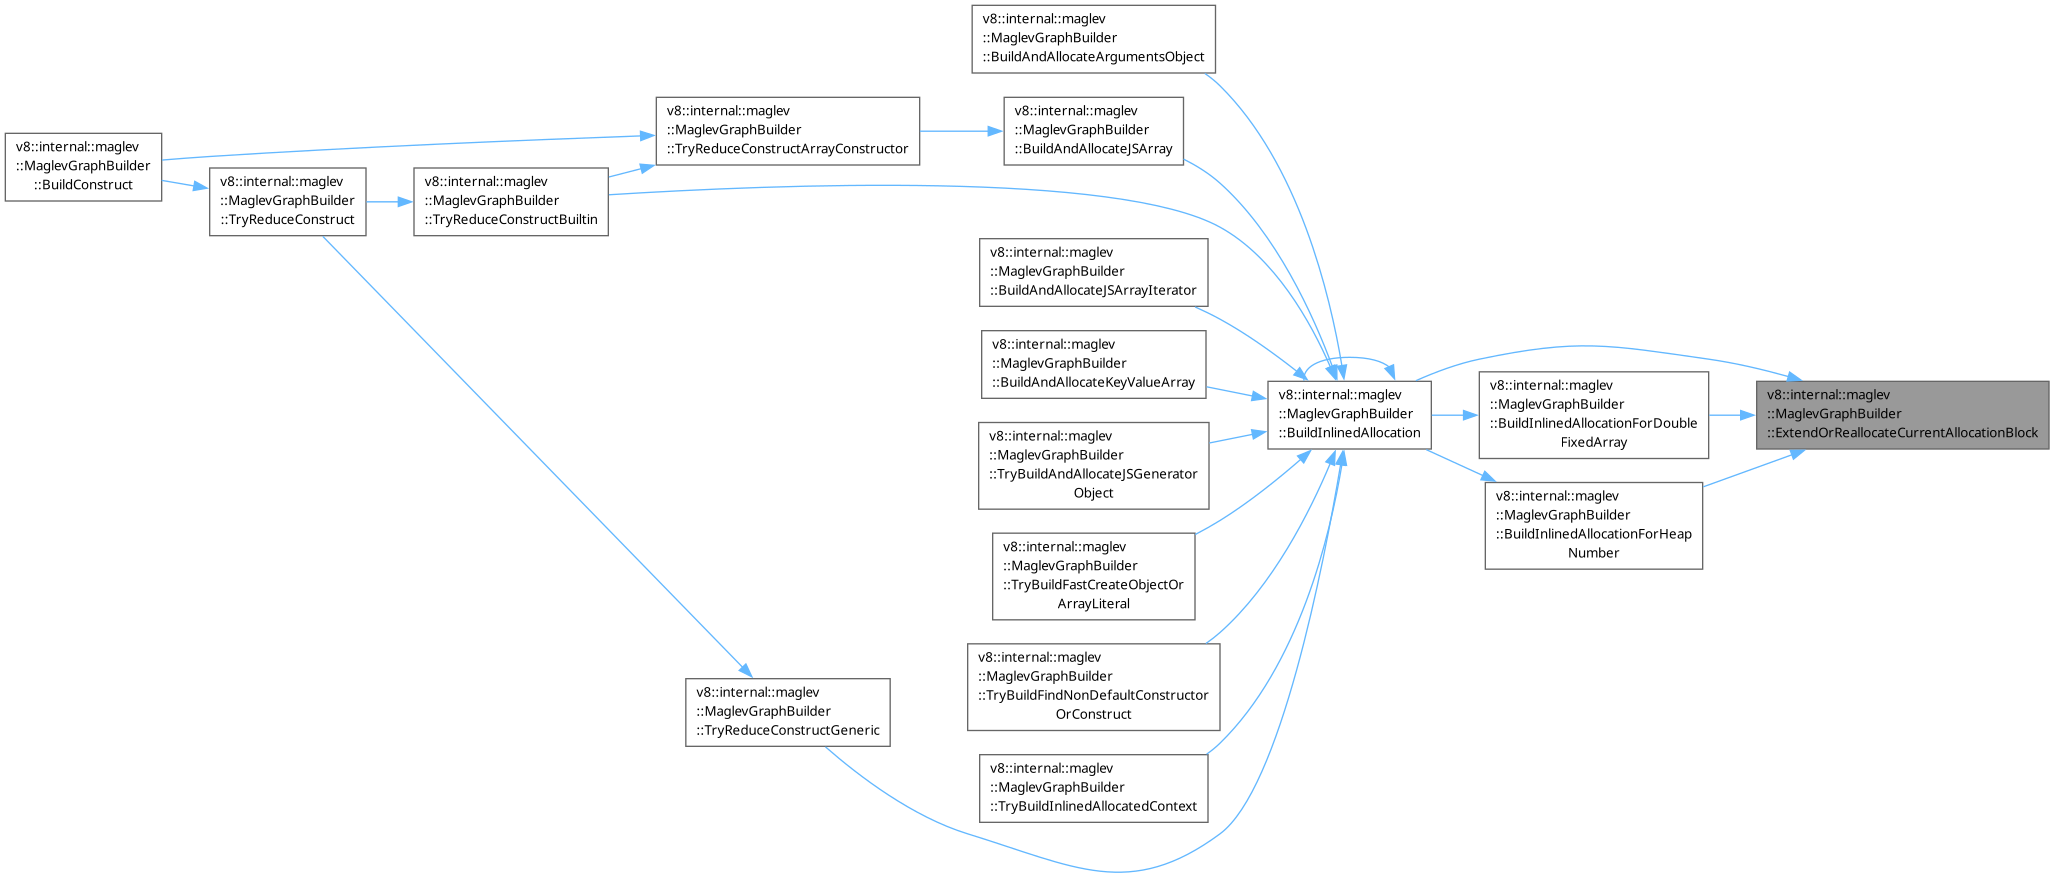 v8::internal::maglev
::MaglevGraphBuilder
::BuildAndAllocateArgumentsObject
v8::internal::maglev
::MaglevGraphBuilder
::BuildConstruct
v8::internal::maglev
::MaglevGraphBuilder
::TryReduceConstruct
v8::internal::maglev
::MaglevGraphBuilder
::TryReduceConstructBuiltin
v8::internal::maglev
::MaglevGraphBuilder
::TryReduceConstructArrayConstructor
v8::internal::maglev
::MaglevGraphBuilder
::BuildAndAllocateJSArray
v8::internal::maglev
::MaglevGraphBuilder
::BuildAndAllocateJSArrayIterator
v8::internal::maglev
::MaglevGraphBuilder
::BuildAndAllocateKeyValueArray
v8::internal::maglev
::MaglevGraphBuilder
::TryBuildAndAllocateJSGenerator
Object
v8::internal::maglev
::MaglevGraphBuilder
::TryBuildFastCreateObjectOr
ArrayLiteral
v8::internal::maglev
::MaglevGraphBuilder
::TryBuildFindNonDefaultConstructor
OrConstruct
v8::internal::maglev
::MaglevGraphBuilder
::TryBuildInlinedAllocatedContext
v8::internal::maglev
::MaglevGraphBuilder
::TryReduceConstructGeneric
v8::internal::maglev
::MaglevGraphBuilder
::BuildInlinedAllocation
v8::internal::maglev
::MaglevGraphBuilder
::BuildInlinedAllocationForDouble
FixedArray
v8::internal::maglev
::MaglevGraphBuilder
::BuildInlinedAllocationForHeap
Number
v8::internal::maglev
::MaglevGraphBuilder
::ExtendOrReallocateCurrentAllocationBlock